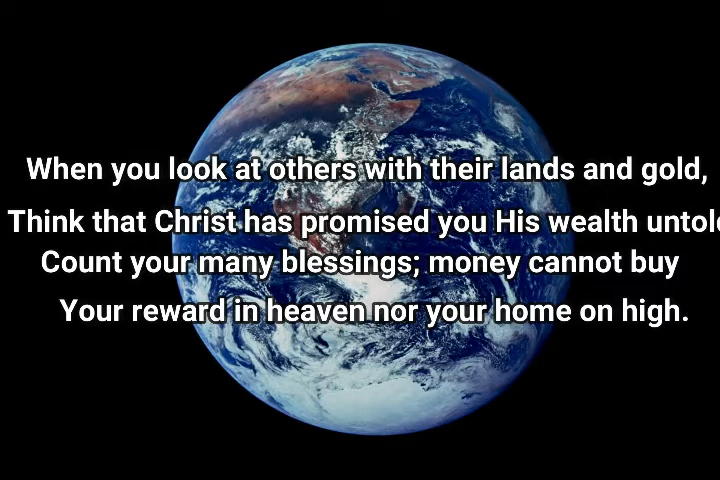 When you look at others with their lands and gold,
Think that Christ has promised you His wealth untol
Count your many blessings; money cannot buy
Your reward in heaven nor your home on high.